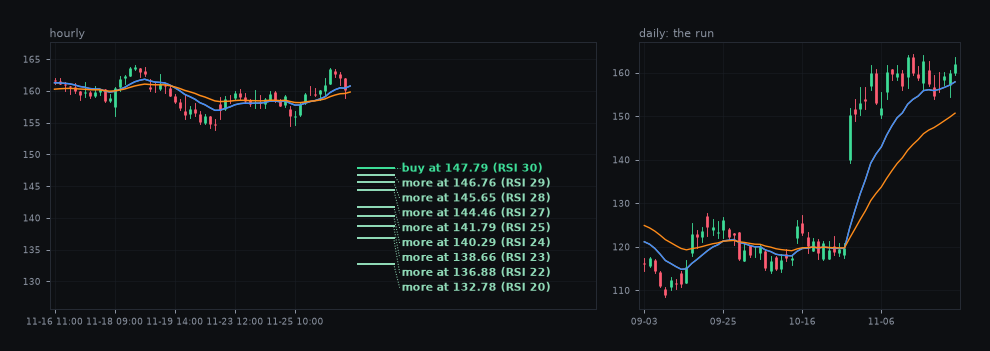 hourly
165
160
155
150
145
140
135
130
11-16 11:00 11-18 09:00 11-19 14:00 11-23 12:00 11-25 10:00
buy at 147.79 (RSI 30)
more at 146.76 (RSI 29)
more at 145.65 (RSI 28)
more at 144.46 (RSI 27)
more at 141.79 (RSI 25)
more at 140.29 (RSI 24)
more at 138.66 (RSI 23)
more at 136.88 (RSI 22)
more at 132.78 (RSI 20)
daily: the run
160
150
140
130
120
110
09-03 09-25 10-16 11-06